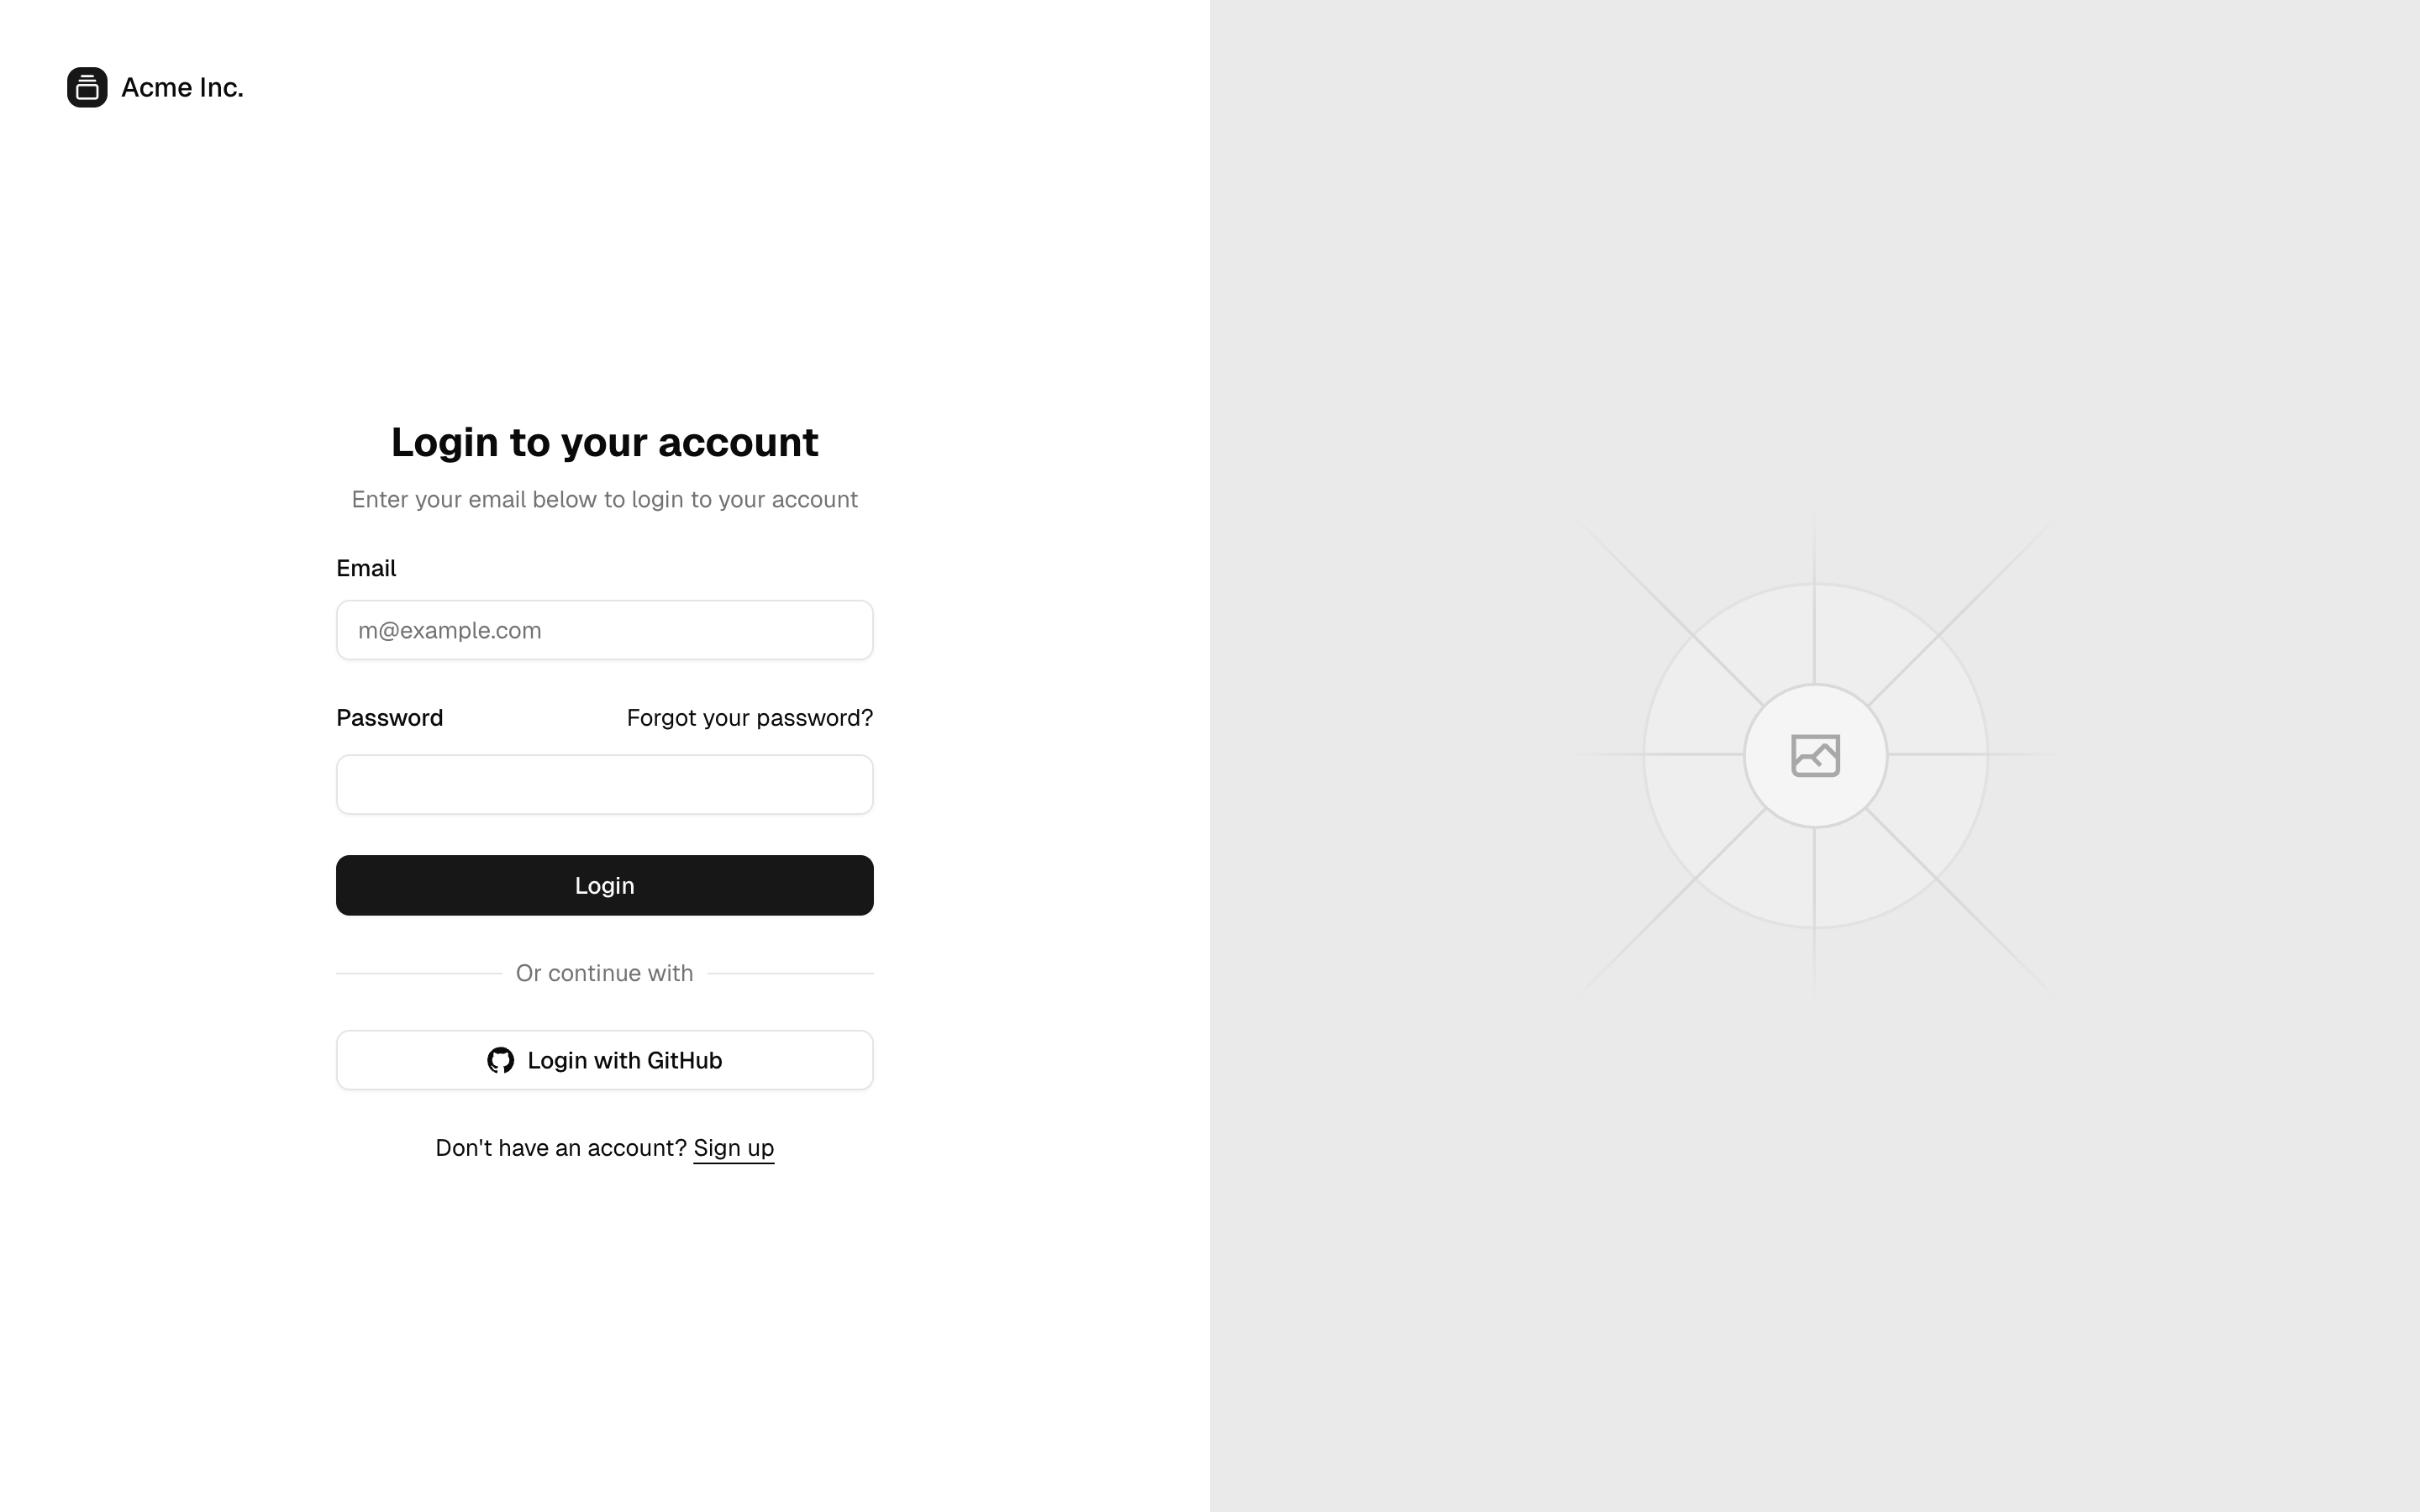 Acme Inc.
Login to your account
Enter your email below to login to your account
Email
m@example.com
Password Forgot your password?
Login
Or continue with
Login with GitHub
Don't have an account? Sign up